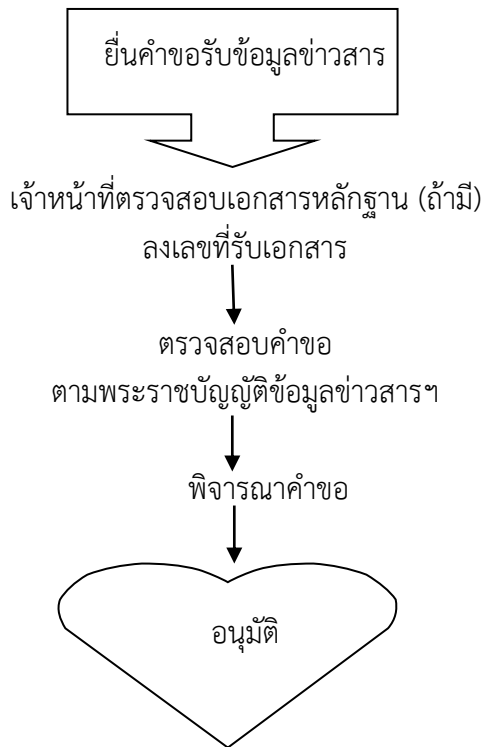 ยื่นคำขอรับข้อมูลข่าวสาร
เจ้าหน้าที่ตรวจสอบเอกสารหลักฐาน (ถ้ามี)
ลงเลขที่รับเอกสาร
ตรวจสอบคำขอ
ตามพระราชบัญญัติข้อมูลข่าวสารฯ
พิจารณาคำขอ
อนุมัติ